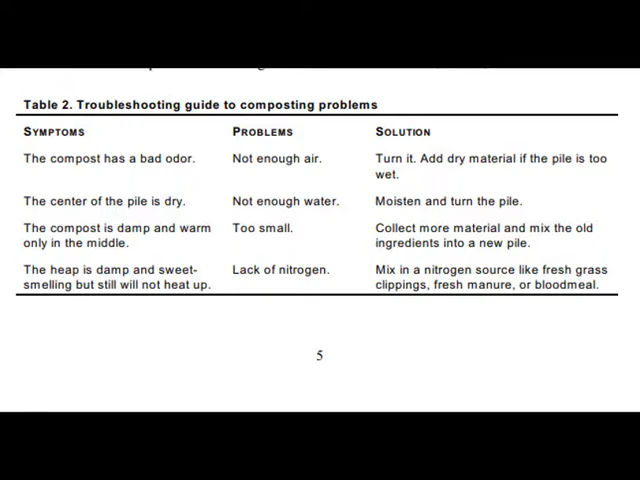 Table 2. Troubleshooting guide to composting problems
SYMPTOMS PROBLEMS SOLUTION
The compost has a bad odor. Not enough air. Turn it. Add dry material if the pile is too
wet.
The center of the pile is dry. Not enough water. Moisten and turn the pile.
The compost is damp and warm Too small. Collect more material and mix the old
only in the middle. ingredients into a new pile.
The heap is damp and sweet- Lack of nitrogen. Mix in a nitrogen source like fresh grass
smelling but still will not heat up. clippings, fresh manure, or bloodmeal.
5